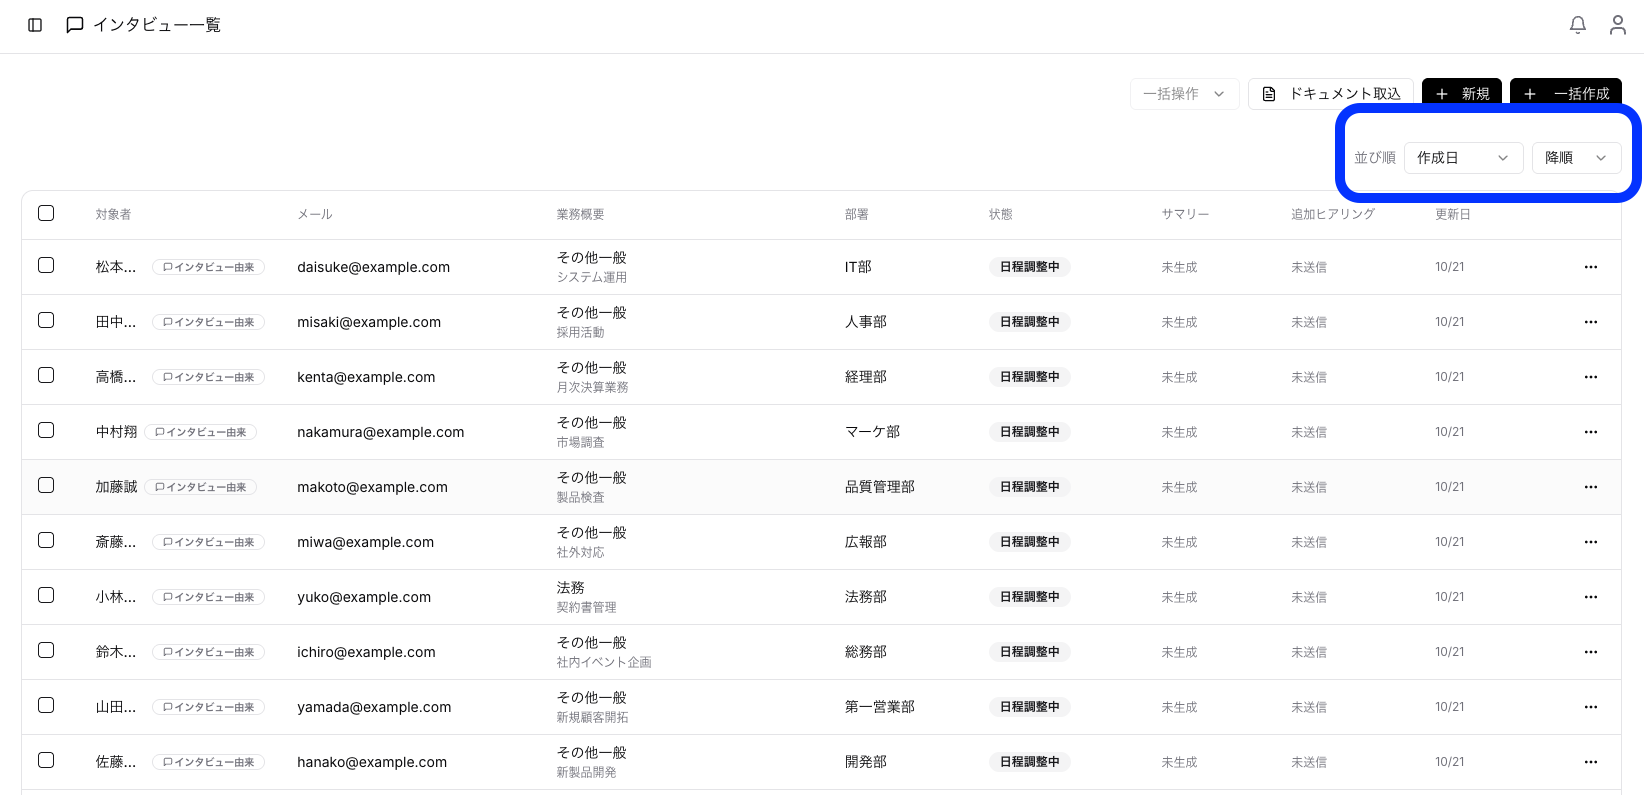 インタビュー一覧
一括操作 ドキュメント取込 + 新規 + 一括作成
並び順 作成日 降順
対象者 メール 業務概要 部署 状態 サマリー 追加ヒアリング 更新日
松本... インタビュー由来 daisuke@example.com その他一般 IT部 日程調整中 未生成 未送信 10/21 ...
システム運用
田中... インタビュー由来 misaki@example.com その他一般 人事部 日程調整中 未生成 未送信 10/21 ...
採用活動
高橋... インタビュー由来 kenta@example.com その他一般 経理部 日程調整中 未生成 未送信 10/21 ...
月次決算業務
中村翔 インタビュー由来 nakamura@example.com その他一般 マーケ部 日程調整中 未生成 未送信 10/21 ...
市場調査
加藤誠 インタビュー由来 makoto@example.com その他一般 品質管理部 日程調整中 未生成 未送信 10/21 ...
製品検査
斎藤... インタビュー由来 miwa@example.com その他一般 広報部 日程調整中 未生成 未送信 10/21 ...
社外対応
小林... インタビュー由来 yuko@example.com 法務 法務部 日程調整中 未生成 未送信 10/21 ...
契約書管理
鈴木... インタビュー由来 ichiro@example.com その他一般 総務部 日程調整中 未生成 未送信 10/21 ...
社内イベント企画
山田... インタビュー由来 yamada@example.com その他一般 第一営業部 日程調整中 未生成 未送信 10/21 ...
新規顧客開拓
佐藤... インタビュー由来 hanako@example.com その他一般 開発部 日程調整中 未生成 未送信 10/21 ...
新製品開発